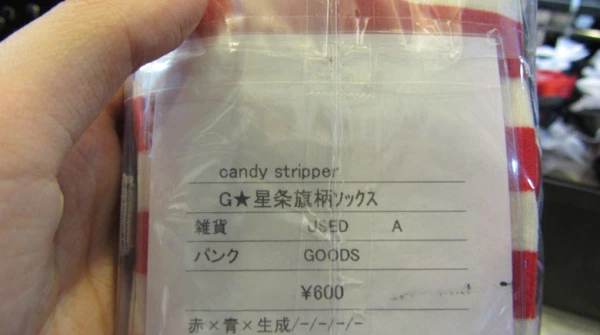 candy stripper
G★星条旗柄ソックス
雑貨 USED A
パンク GOODS
¥600
赤×青×生成/-/-/-/-